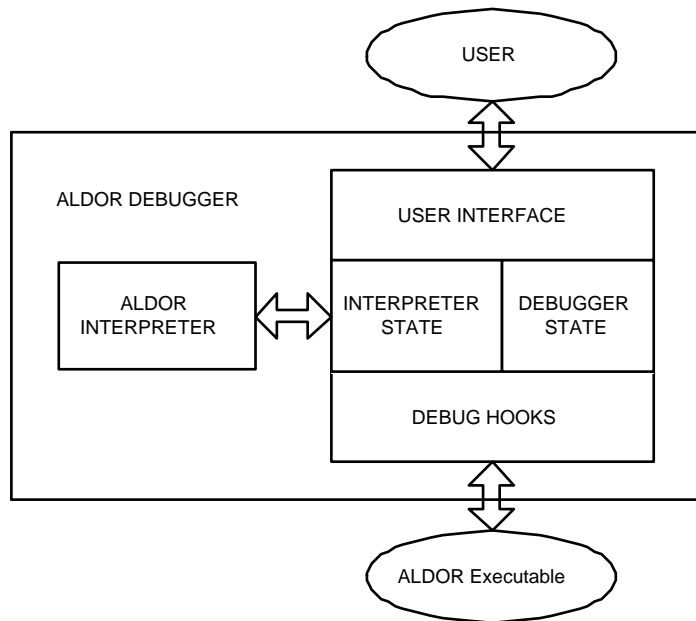 USER
ALDOR DEBUGGER
USER INTERFACE
ALDOR
INTERPRETER
INTERPRETER
STATE
DEBUGGER
STATE
DEBUG HOOKS
ALDOR Executable